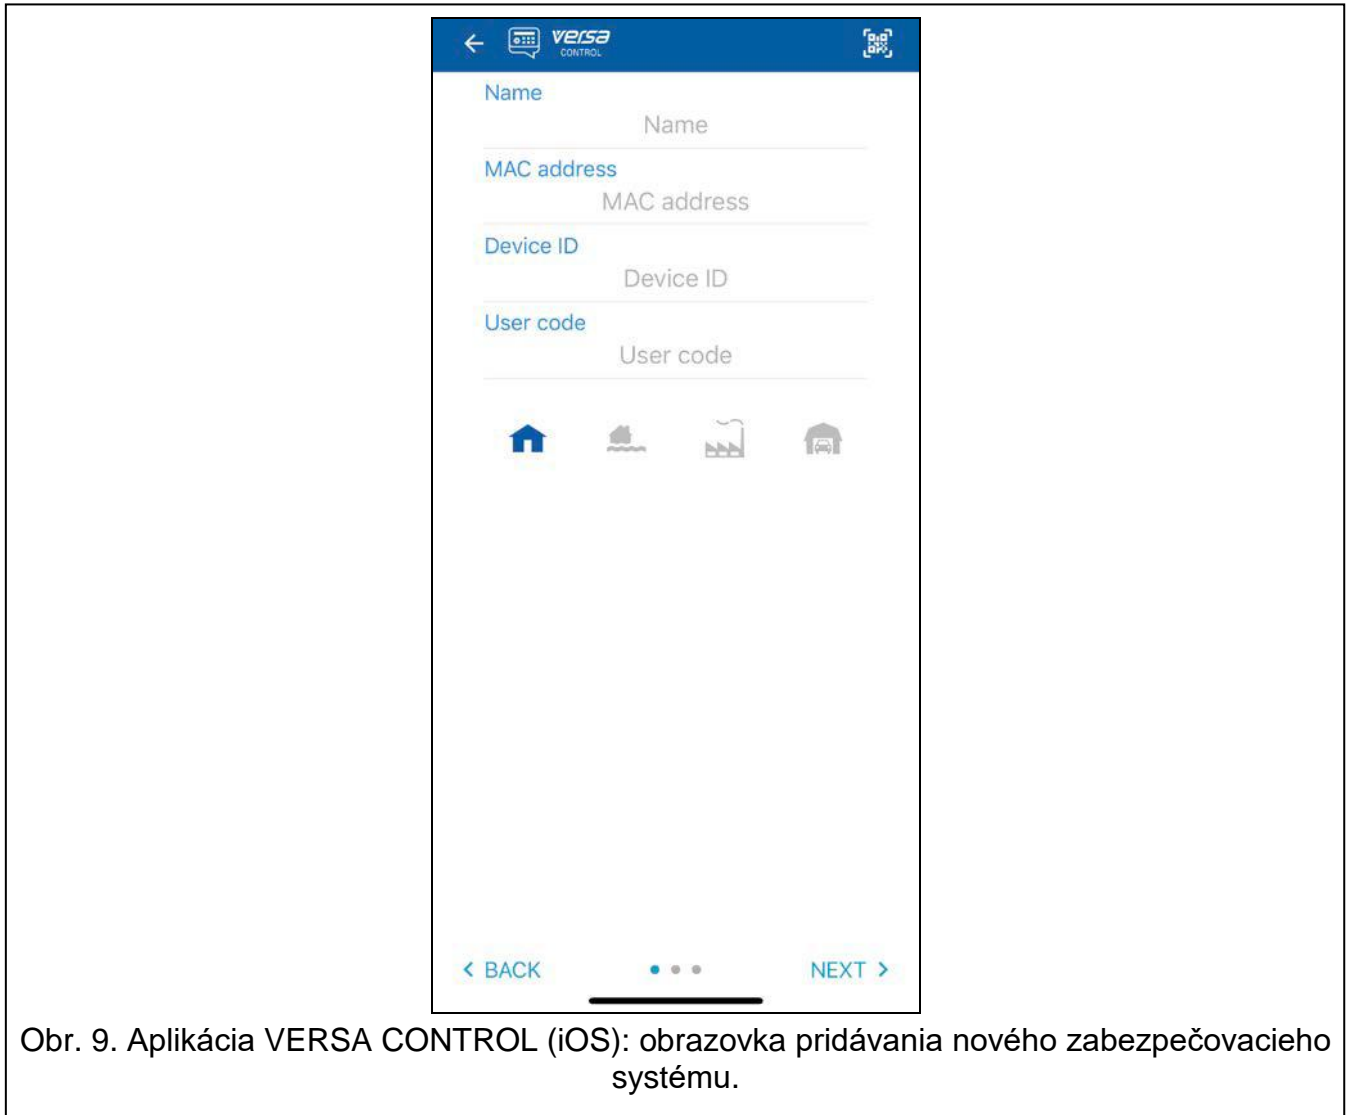 VERSA
CONTROL
Name
Name
MAC address
MAC address
Device ID
Device ID
User code
User code
BACK
NEXT
Obr. 9. Aplikácia VERSA CONTROL (iOS): obrazovka pridávania nového zabezpečovacieho
systému.